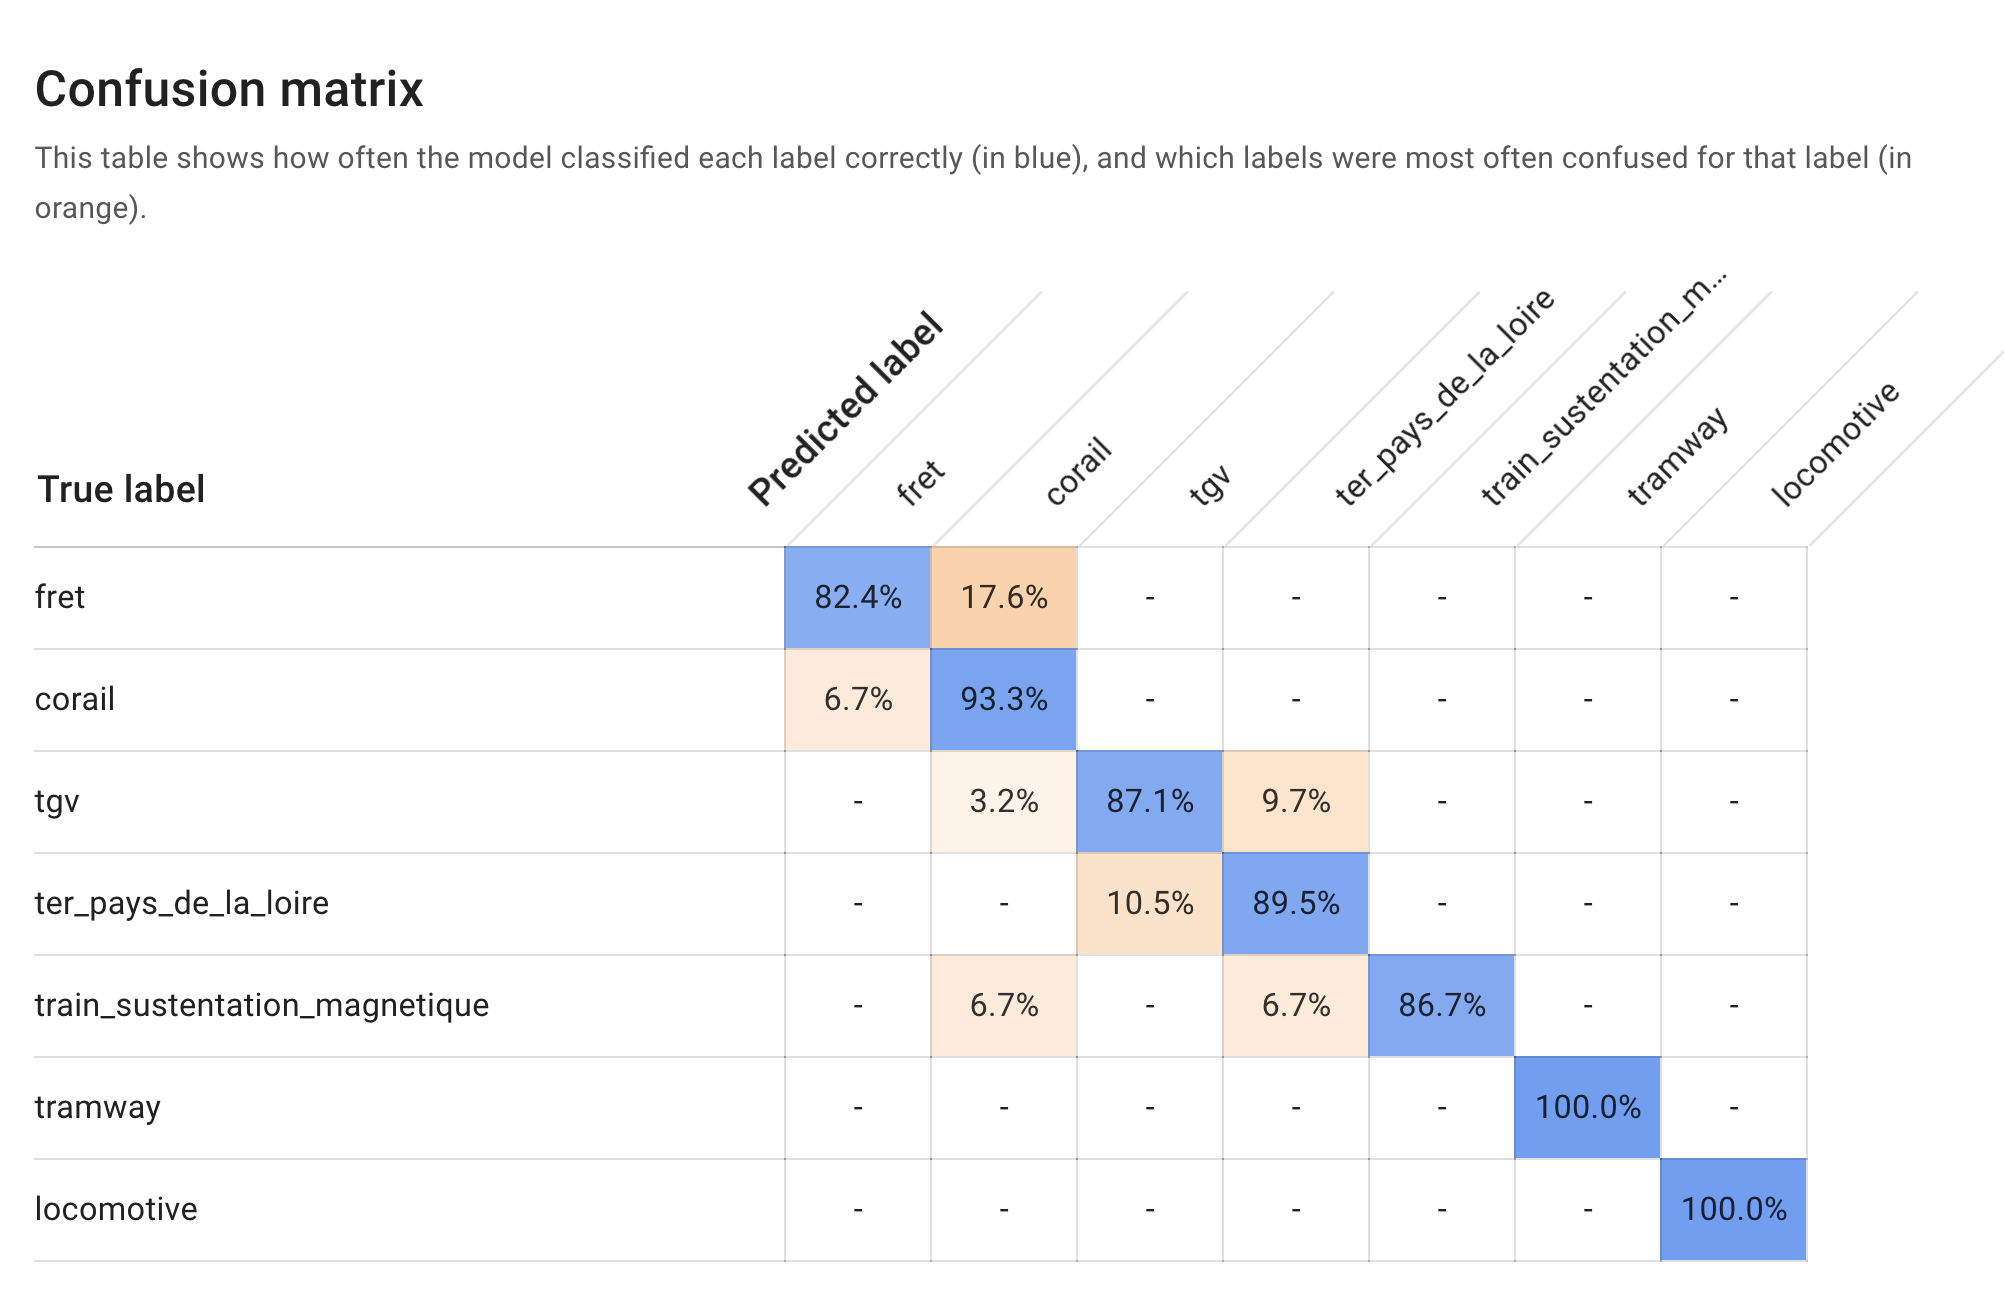 Confusion matrix
This table shows how often the model classified each label correctly (in blue), and which labels were most often confused for that label (in
orange).
True label
Predicted label
fret
corail
tgv
ter_pays_de_la_loire
train_sustentation_m...
tramway
locomotive
fret 82.4% 17.6% - - - - -
corail 6.7% 93.3% - - - - -
tgv - 3.2% 87.1% 9.7% - - -
ter_pays_de_la_loire - - 10.5% 89.5% - - -
train_sustentation_magnetique - 6.7% - 6.7% 86.7% - -
tramway - - - - - 100.0% -
locomotive - - - - - - 100.0%